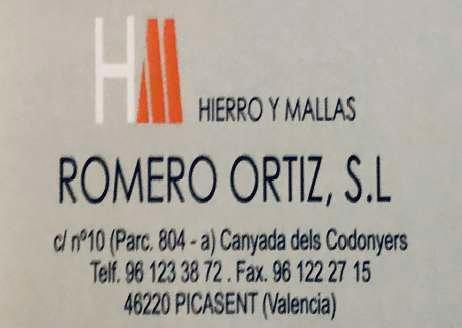 HM HIERRO Y MALLAS
ROMERO ORTIZ, S.L
c/ nº10 (Parc. 804 - a) Canyada dels Codonyers
Telf. 96 123 38 72 . Fax. 96 122 27 15
46220 PICASENT (Valencia)